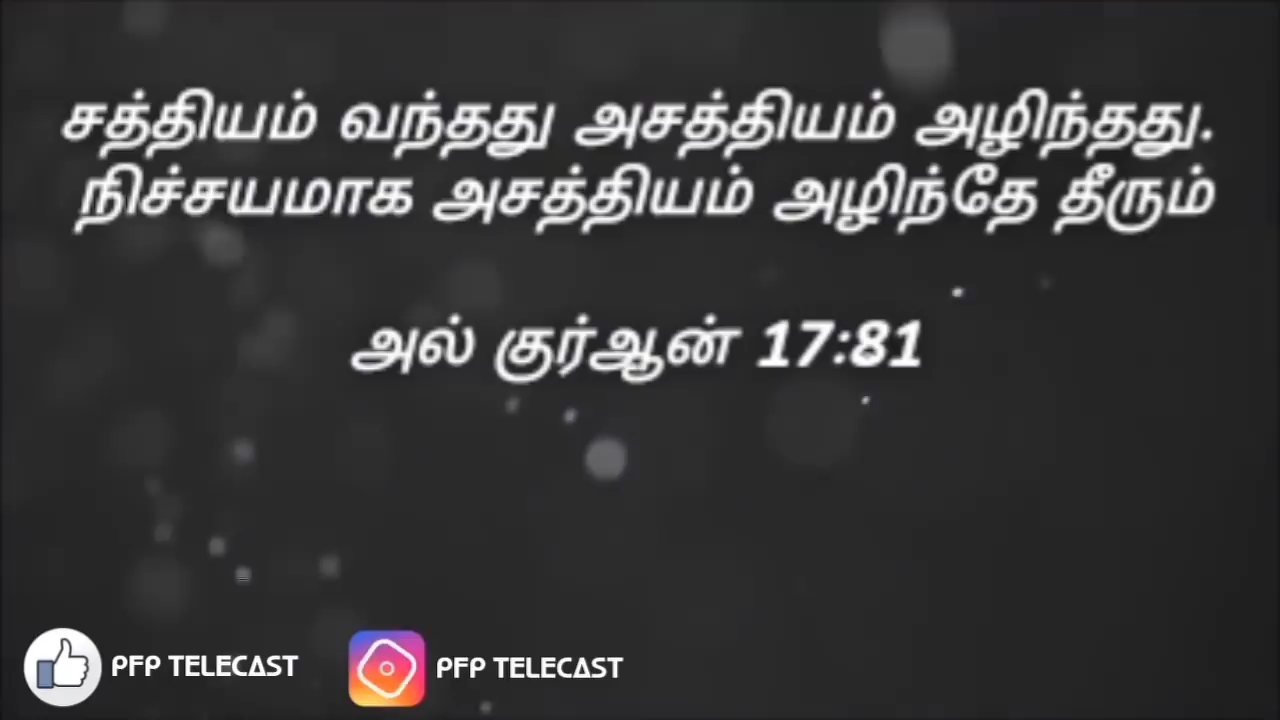 சத்தியம் வந்தது அசத்தியம் அழிந்தது.
நிச்சயமாக அசத்தியம் அழிந்தே தீரும்
அல் குர்ஆன் 17:81
PFP TELECAST PFP TELECAST